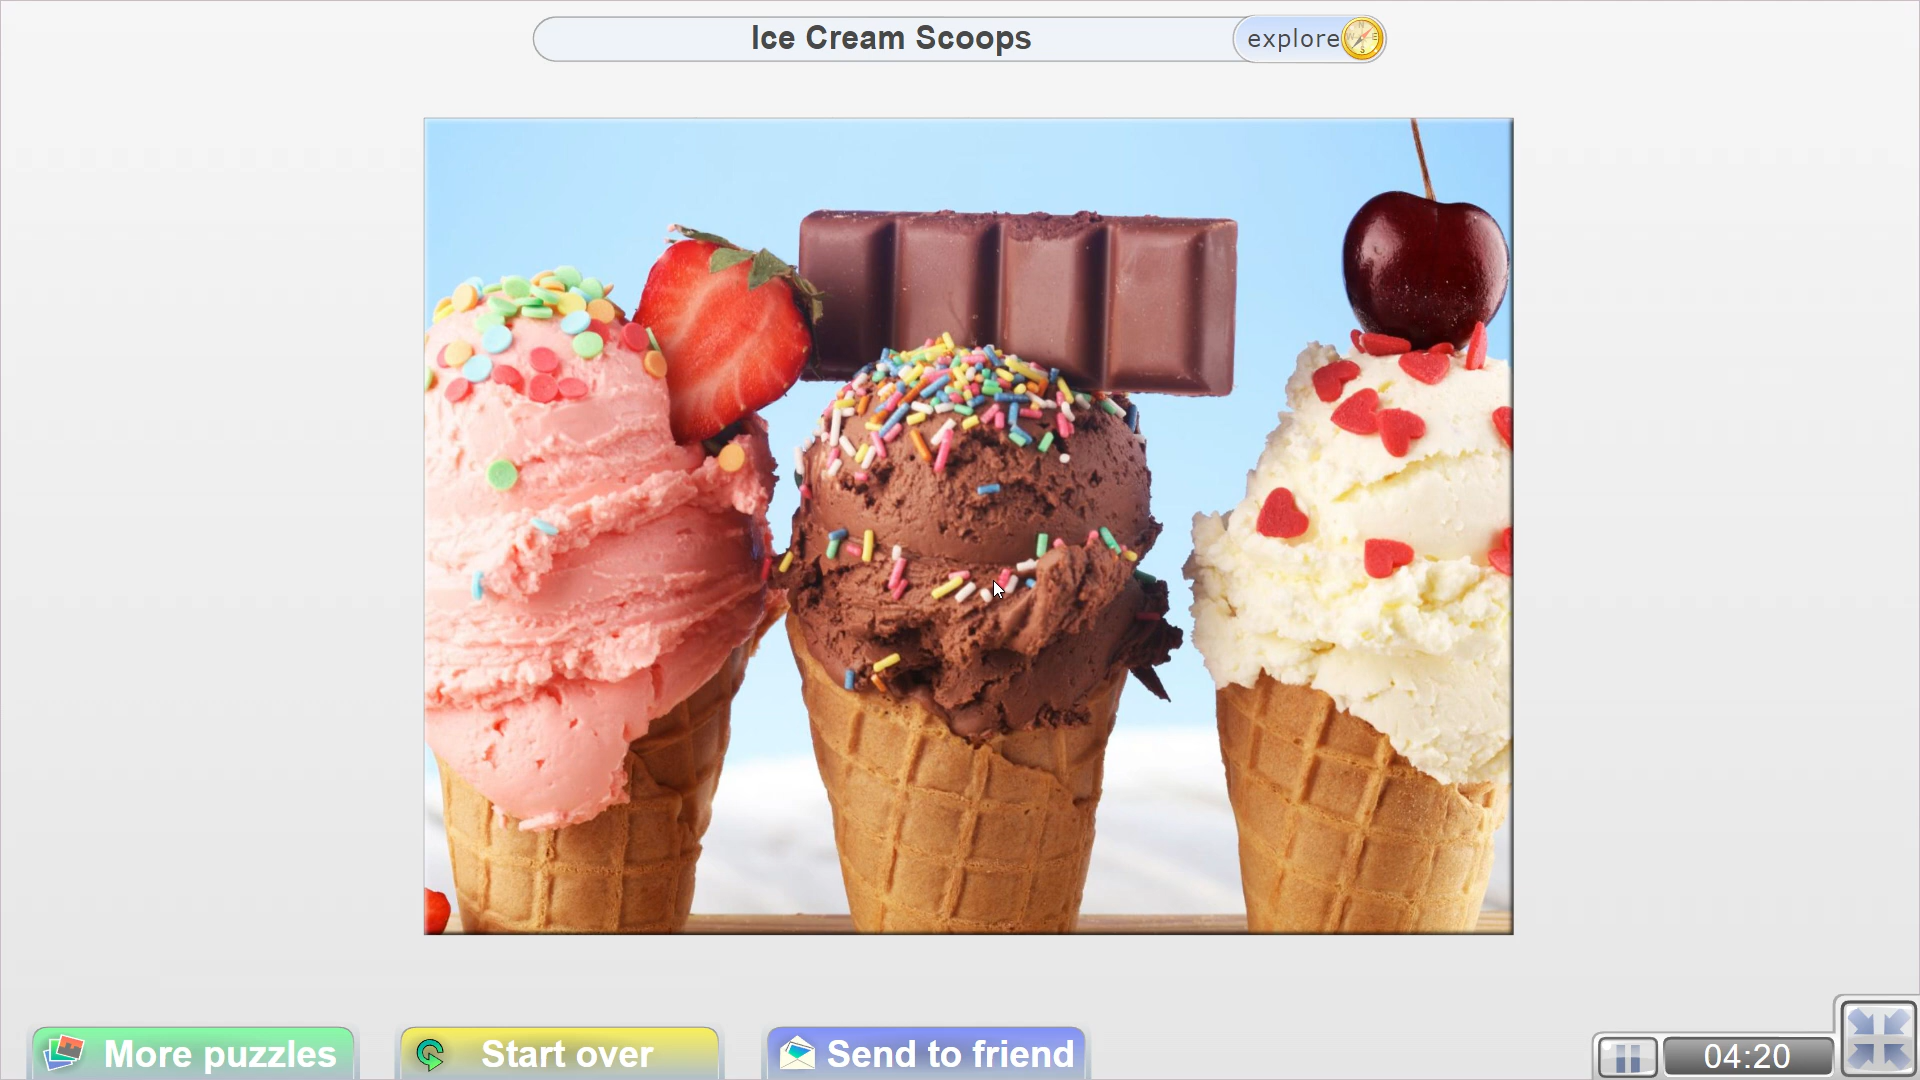 Ice Cream Scoops
explore
N
W E
S
More puzzles
Start over
Send to friend
04:20